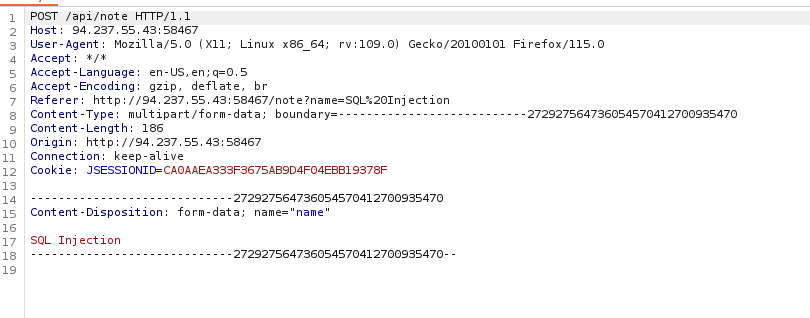 1 POST /api/note HTTP/1.1
2 Host: 94.237.55.43:58467
3 User-Agent: Mozilla/5.0 (X11; Linux x86_64; rv:109.0) Gecko/20100101 Firefox/115.0
4 Accept: */*
5 Accept-Language: en-US,en;q=0.5
6 Accept-Encoding: gzip, deflate, br
7 Referer: http://94.237.55.43:58467/note?name=SQL%20Injection
8 Content-Type: multipart/form-data; boundary=---------------------------272927564736054570412700935470
9 Content-Length: 186
10 Origin: http://94.237.55.43:58467
11 Connection: keep-alive
12 Cookie: JSESSIONID=CA0AAEA333F3675AB9D4F04EBB19378F
13
14 -----------------------------272927564736054570412700935470
15 Content-Disposition: form-data; name="name"
16
17 SQL Injection
18 -----------------------------272927564736054570412700935470--
19